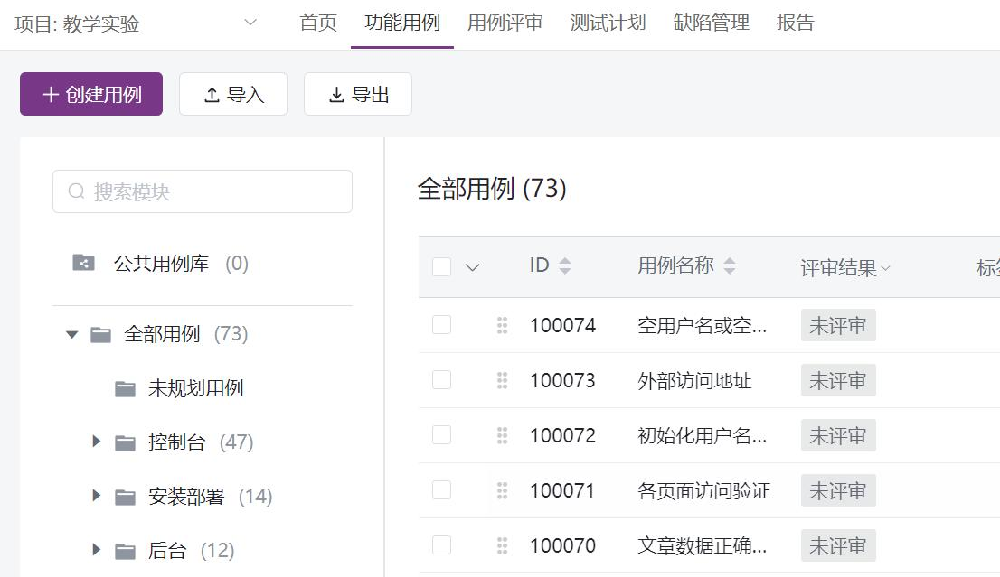 项目: 教学实验 首页 功能用例 用例评审 测试计划 缺陷管理 报告
创建用例 导入 导出
搜索模块
公共用例库 (0)
全部用例 (73)
未规划用例
控制台 (47)
安装部署 (14)
后台 (12)
全部用例 (73)
ID 用例名称 评审结果
100074 空用户名或空... 未评审
100073 外部访问地址 未评审
100072 初始化用户名... 未评审
100071 各页面访问验证 未评审
100070 文章数据正确... 未评审